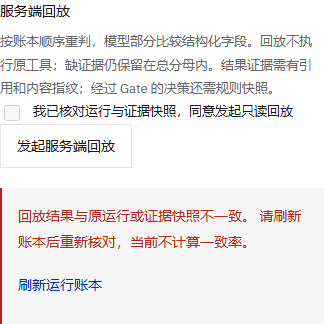 服务端回放
按账本顺序重判，模型部分比较结构化字段。回放不执
行原工具；缺证据仍保留在总分母内。结果证据需有引
用和内容指纹；经过 Gate 的决策还需规则快照。
我已核对运行与证据快照，同意发起只读回放
发起服务端回放
回放结果与原运行或证据快照不一致。 请刷新
账本后重新核对，当前不计算一致率。
刷新运行账本